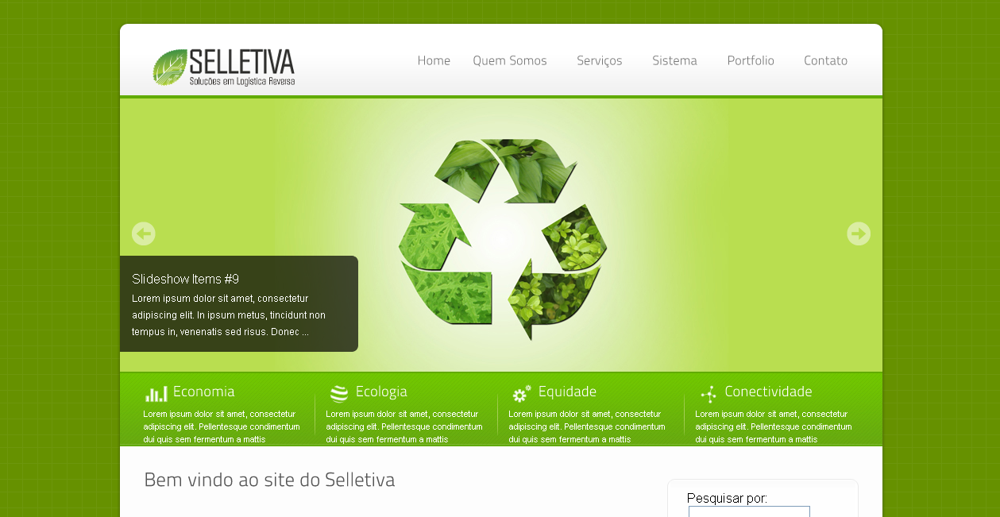 SELLETIVA
Soluções em Logística Reversa
Home Quem Somos Serviços Sistema Portfolio Contato
Slideshow Items #9
Lorem ipsum dolor sit amet, consectetur
adipiscing elit. In ipsum metus, tincidunt non
tempus in, venenatis sed risus. Donec ...
Economia
Lorem ipsum dolor sit amet, consectetur
adipiscing elit. Pellentesque condimentum
dui quis sem fermentum a mattis
Ecologia
Lorem ipsum dolor sit amet, consectetur
adipiscing elit. Pellentesque condimentum
dui quis sem fermentum a mattis
Equidade
Lorem ipsum dolor sit amet, consectetur
adipiscing elit. Pellentesque condimentum
dui quis sem fermentum a mattis
Conectividade
Lorem ipsum dolor sit amet, consectetur
adipiscing elit. Pellentesque condimentum
dui quis sem fermentum a mattis
Bem vindo ao site do Selletiva
Pesquisar por: